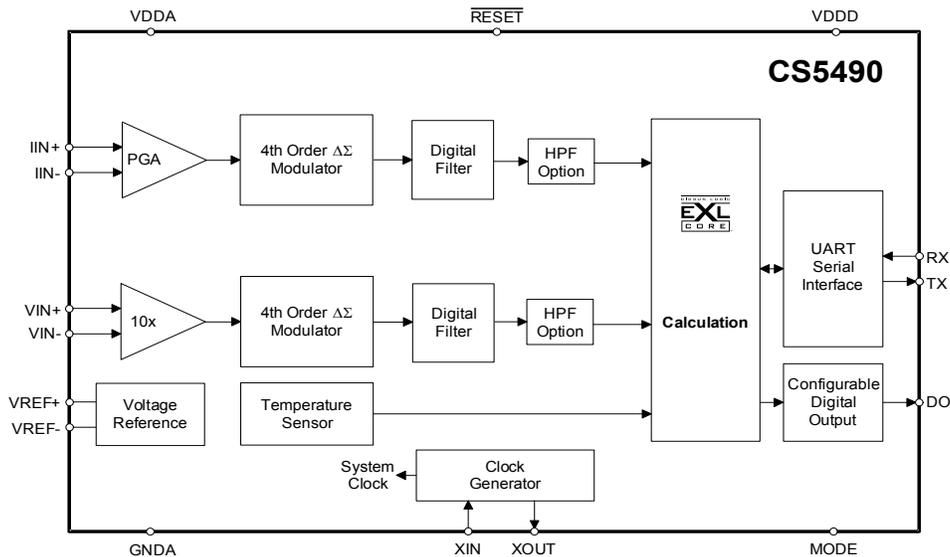 VDDA
RESET
VDDD
CS5490
IIN+
IIN-
PGA
4th Order ΔΣ
Modulator
Digital
Filter
HPF
Option
EXL
CORE
UART
Serial
Interface
RX
TX
VIN+
VIN-
10x
4th Order ΔΣ
Modulator
Digital
Filter
HPF
Option
Calculation
VREF+
VREF-
Voltage
Reference
Temperature
Sensor
Configurable
Digital
Output
DO
System
Clock
Clock
Generator
GNDA
XIN
XOUT
MODE